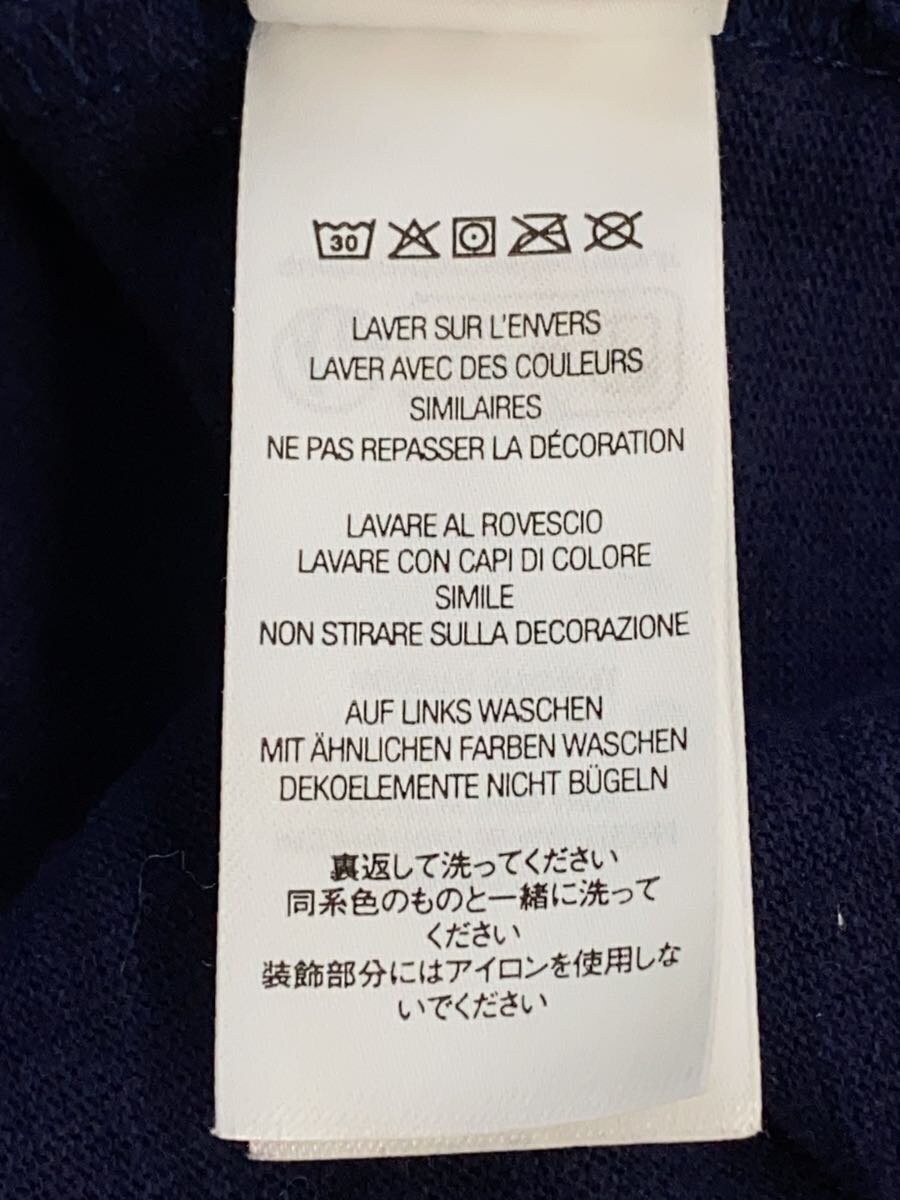 30
LAVER SUR L'ENVERS
LAVER AVEC DES COULEURS
SIMILAIRES
NE PAS REPASSER LA DÉCORATION
LAVARE AL ROVESCIO
LAVARE CON CAPI DI COLORE
SIMILE
NON STIRARE SULLA DECORAZIONE
AUF LINKS WASCHEN
MIT ÄHNLICHEN FARBEN WASCHEN
DEKOELEMENTE NICHT BÜGELN
裏返して洗ってください
同系色のものと一緒に洗って
ください
装飾部分にはアイロンを使用しな
いでください